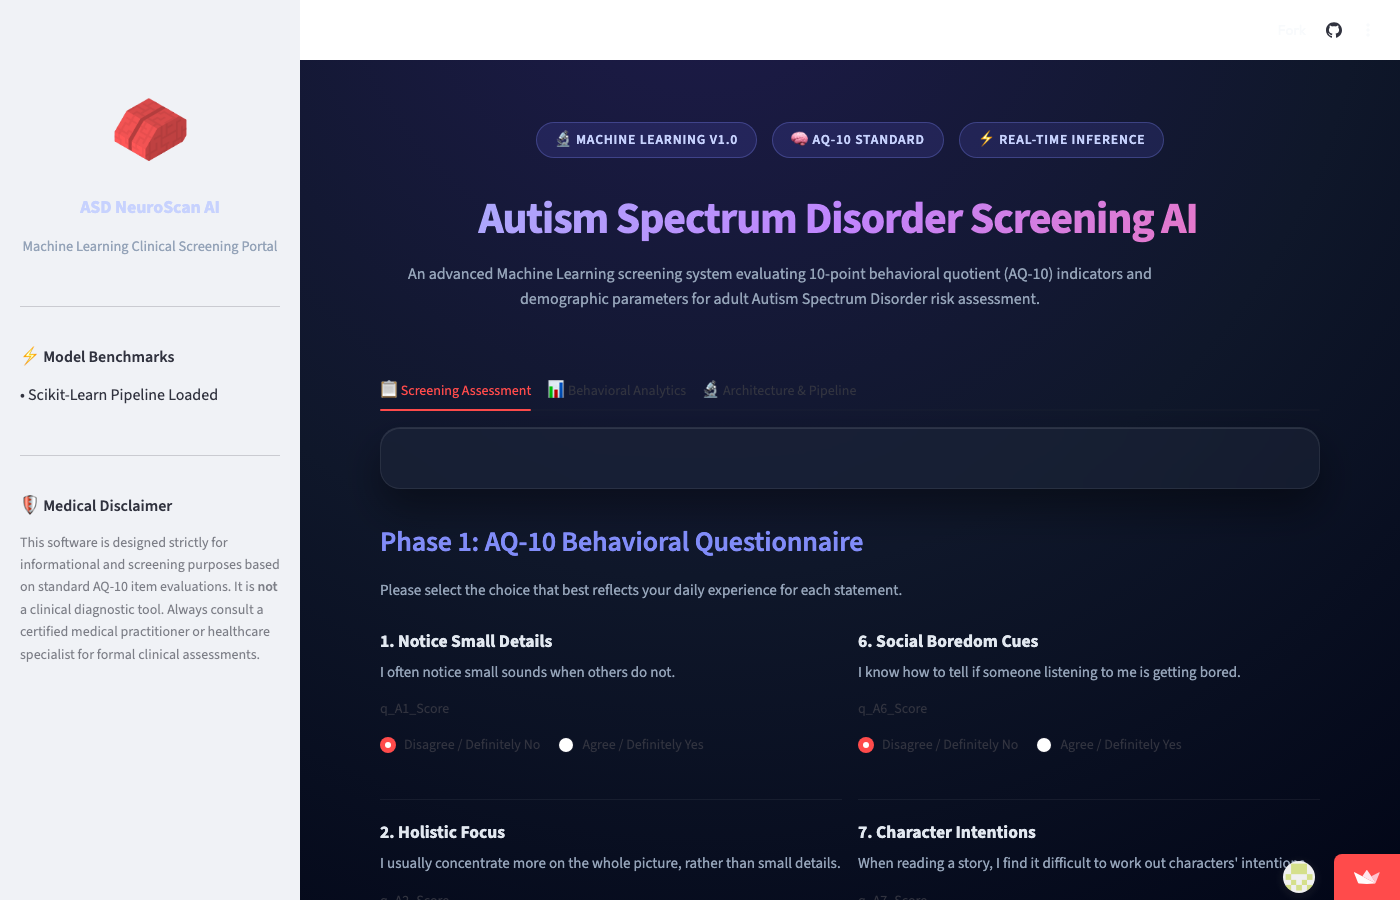 Fork
ASD NeuroScan AI
Machine Learning Clinical Screening Portal
Model Benchmarks
• Scikit-Learn Pipeline Loaded
Medical Disclaimer
This software is designed strictly for
informational and screening purposes based
on standard AQ-10 item evaluations. It is not
a clinical diagnostic tool. Always consult a
certified medical practitioner or healthcare
specialist for formal clinical assessments.
MACHINE LEARNING V1.0
AQ-10 STANDARD
REAL-TIME INFERENCE
Autism Spectrum Disorder Screening AI
An advanced Machine Learning screening system evaluating 10-point behavioral quotient (AQ-10) indicators and
demographic parameters for adult Autism Spectrum Disorder risk assessment.
Screening Assessment
Behavioral Analytics
Architecture & Pipeline
Phase 1: AQ-10 Behavioral Questionnaire
Please select the choice that best reflects your daily experience for each statement.
1. Notice Small Details
I often notice small sounds when others do not.
q_A1_Score
Disagree / Definitely No
Agree / Definitely Yes
2. Holistic Focus
I usually concentrate more on the whole picture, rather than small details.
q_A2_Score
6. Social Boredom Cues
I know how to tell if someone listening to me is getting bored.
q_A6_Score
Disagree / Definitely No
Agree / Definitely Yes
7. Character Intentions
When reading a story, I find it difficult to work out characters' intentions.
q_A7_Score